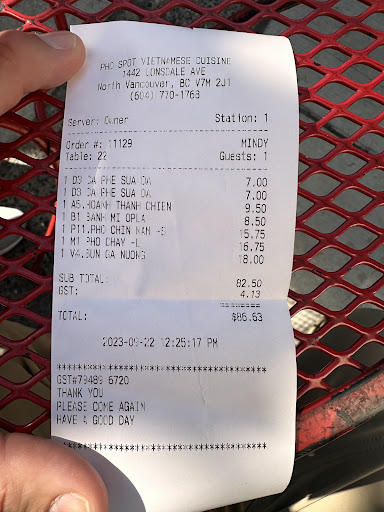 PHO SPOT VIETNAMESE CUISINE
1442 LONSDALE AVE
North Vancouver, BC V7M 2J1
(604) 770-1768
Server: Owner Station: 1
Order #: 11129 MINDY
Table: 22 Guests: 1
1 D3 CA PHE SUA DA 7.00
1 D3 CA PHE SUA DA 7.00
1 A5.HOANH THANH CHIEN 9.50
1 B1 BANH MI OPLA 8.50
1 P11.PHO CHIN NAM -S 15.75
1 M1 PHO CHAY -L 16.75
1 V4.BUN GA NUONG 18.00
SUB TOTAL: 82.50
GST: 4.13
========
TOTAL: $86.63
2023-09-22 12:25:17 PM
GST#79489 6720
THANK YOU
PLEASE COME AGAIN
HAVE A GOOD DAY